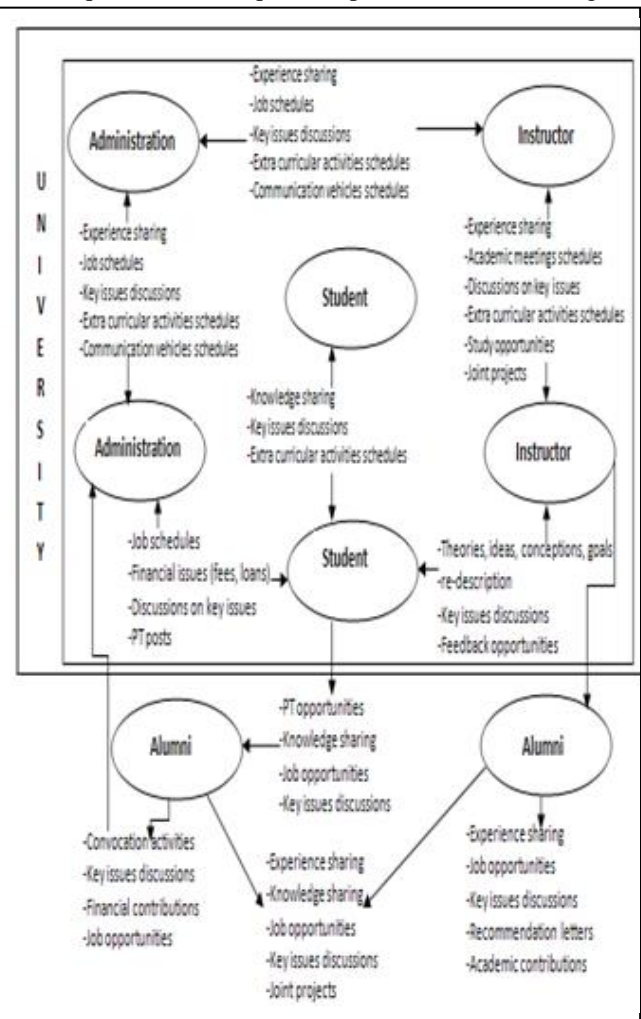 -Experience sharing
-Job schedules
-Key issues discussions
-Extra curricular activities schedules
-Communication vehicles schedules
Administration
Instructor
U
N
I
V
E
R
S
I
T
Y
-Experience sharing
-Job schedules
-Key issues discussions
-Extra curricular activities schedules
-Communication vehicles schedules
Student
-Experience sharing
-Academic meetings schedules
-Discussions on key issues
-Extra curricular activities schedules
-Study opportunities
-Joint projects
-Knowledge sharing
-Key issues discussions
-Extra curricular activities schedules
Administration
Instructor
-Job schedules
-Financial issues (fees, loans)
-Discussions on key issues
-PT posts
Student
-Theories, ideas, conceptions, goals
-re-description
-Key issues discussions
-Feedback opportunities
-PT opportunities
-Knowledge sharing
-Job opportunities
-Key issues discussions
Alumni
Alumni
-Convocation activities
-Key issues discussions
-Financial contributions
-Job opportunities
-Experience sharing
-Knowledge sharing
-Job opportunities
-Key issues discussions
-Joint projects
-Experience sharing
-Job opportunities
-Key issues discussions
-Recommendation letters
-Academic contributions